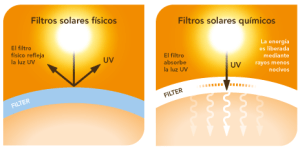 Filtros solares físicos
El filtro
físico refleja
la luz UV
UV
FILTER
Filtros solares químicos
El filtro
absorbe
la luz UV
UV
La energía
es liberada
mediante
rayos menos
nocivos
FILTER